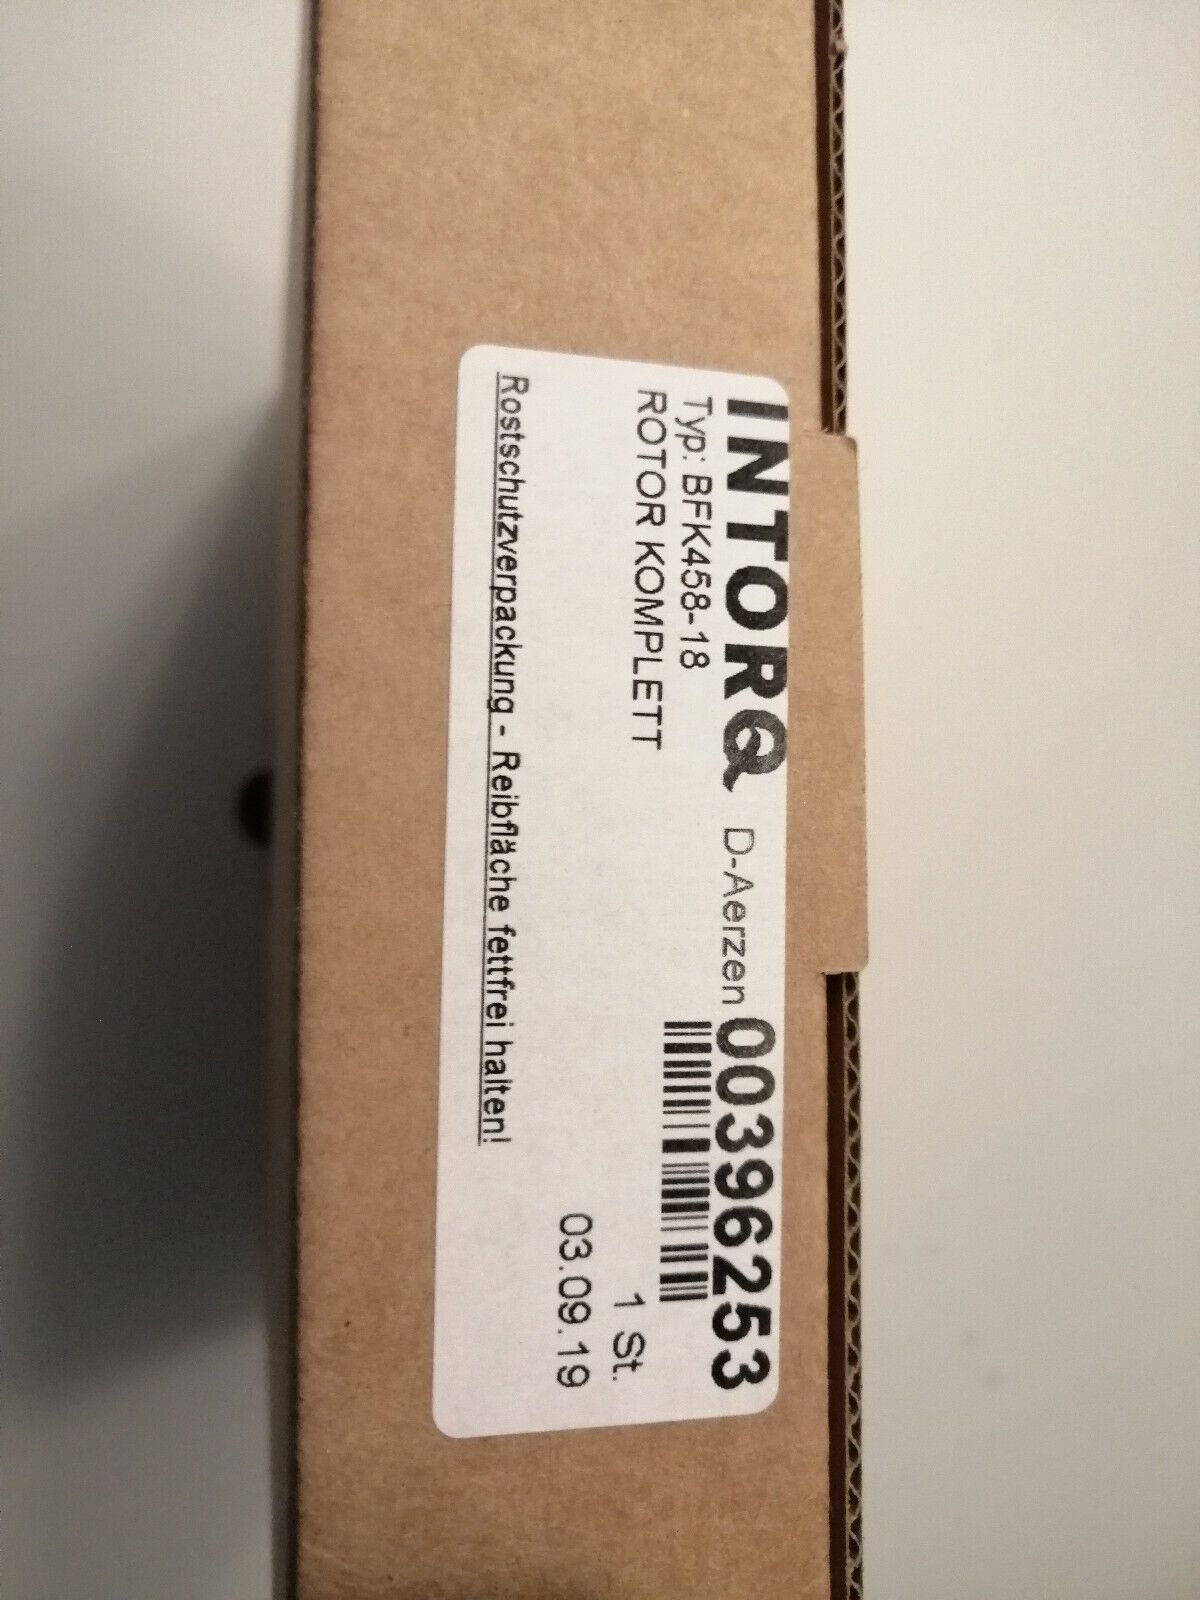 INTORQ D-Aerzen 00396253
Typ: BFK458-18
ROTOR KOMPLETT
1 St.
03.09.19
Rostschutzverpackung - Reibfläche fettfrei halten!